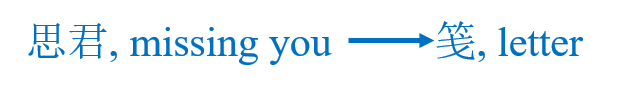 思君, missing you → 笺, letter